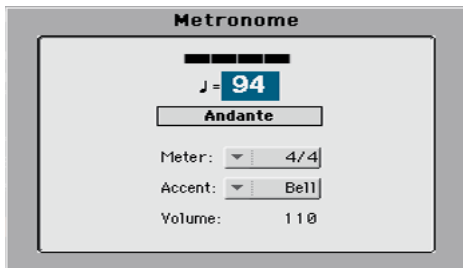 Metronome
♩= 94
Andante
Meter: 4/4
Accent: Bell
Volume: 110